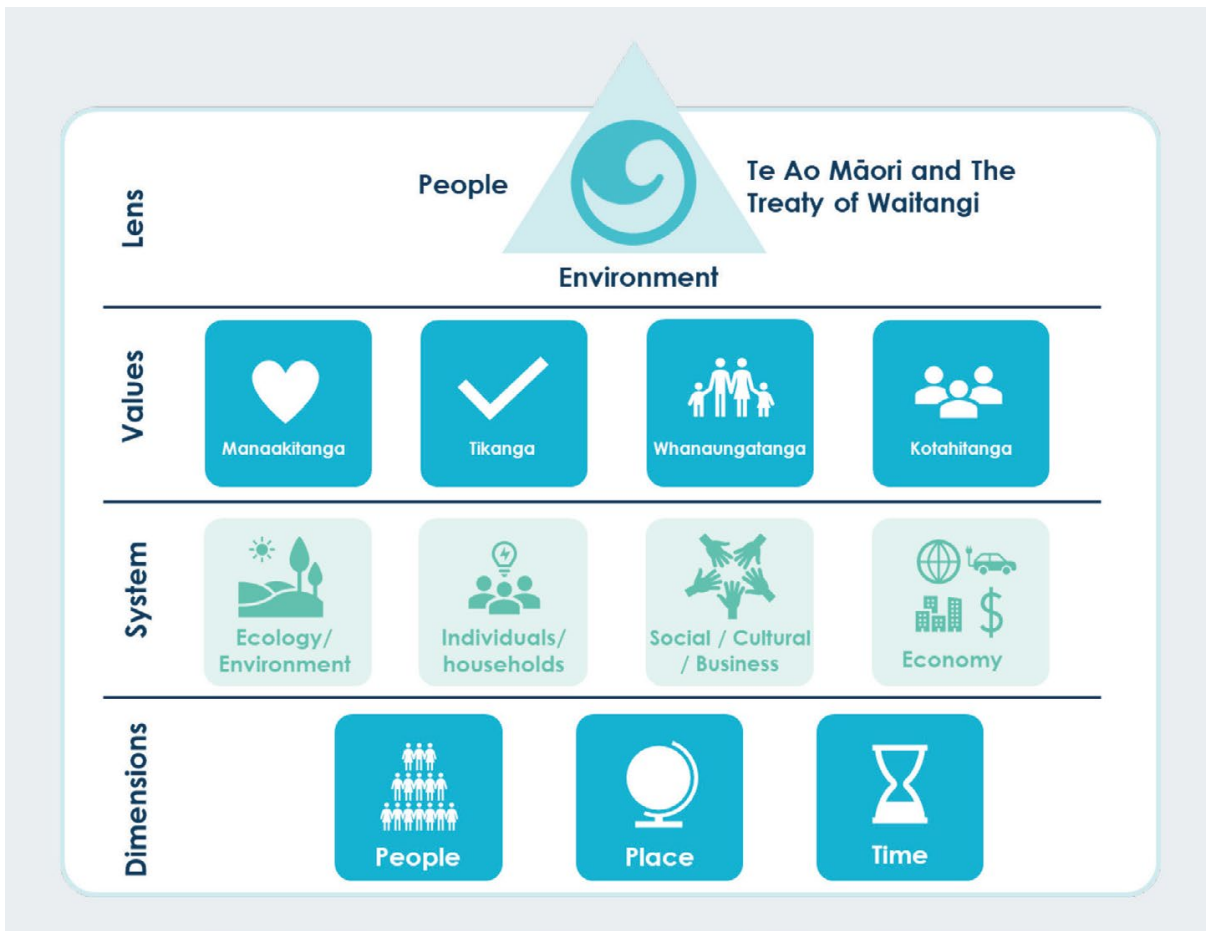 Lens
People
Te Ao Māori and The
Treaty of Waitangi
Environment
Values
Manaakitanga
Tikanga
Whanaungatanga
Kotahitanga
System
Ecology/
Environment
Individuals/
households
Social / Cultural
/ Business
$
Economy
Dimensions
People
Place
Time